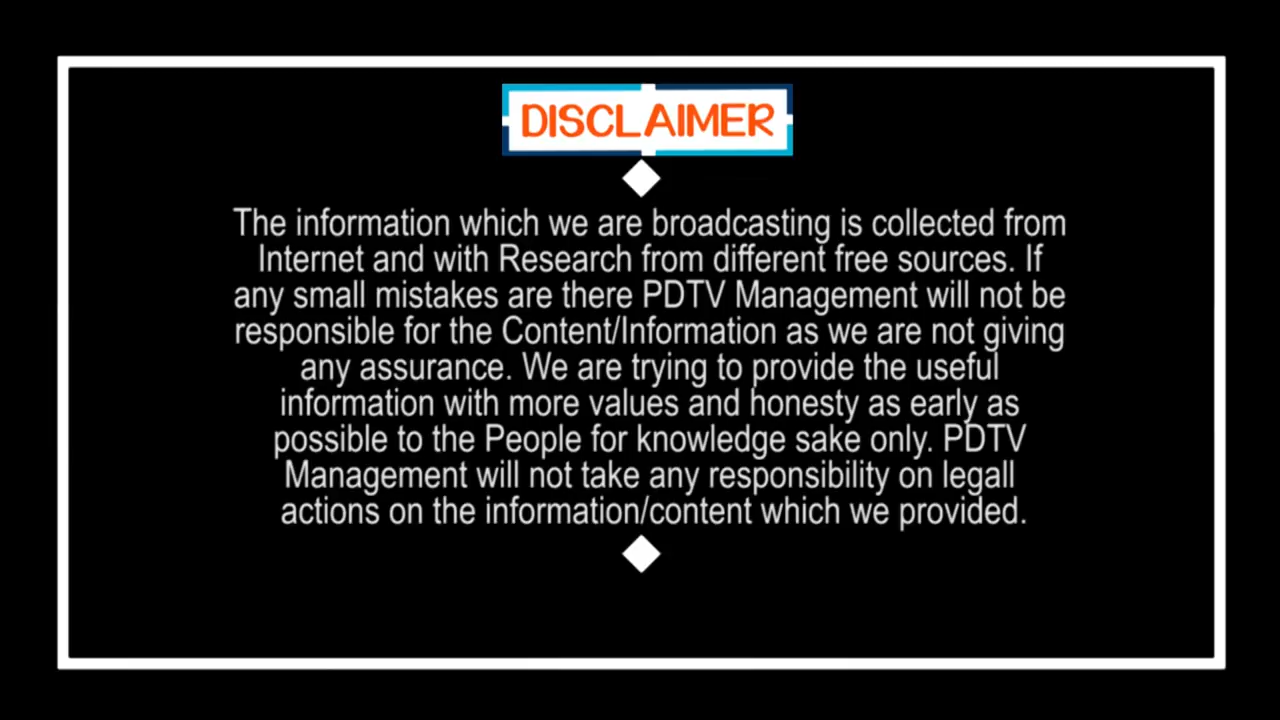 DISCLAIMER
The information which we are broadcasting is collected from
Internet and with Research from different free sources. If
any small mistakes are there PDTV Management will not be
responsible for the Content/Information as we are not giving
any assurance. We are trying to provide the useful
information with more values and honesty as early as
possible to the People for knowledge sake only. PDTV
Management will not take any responsibility on legall
actions on the information/content which we provided.